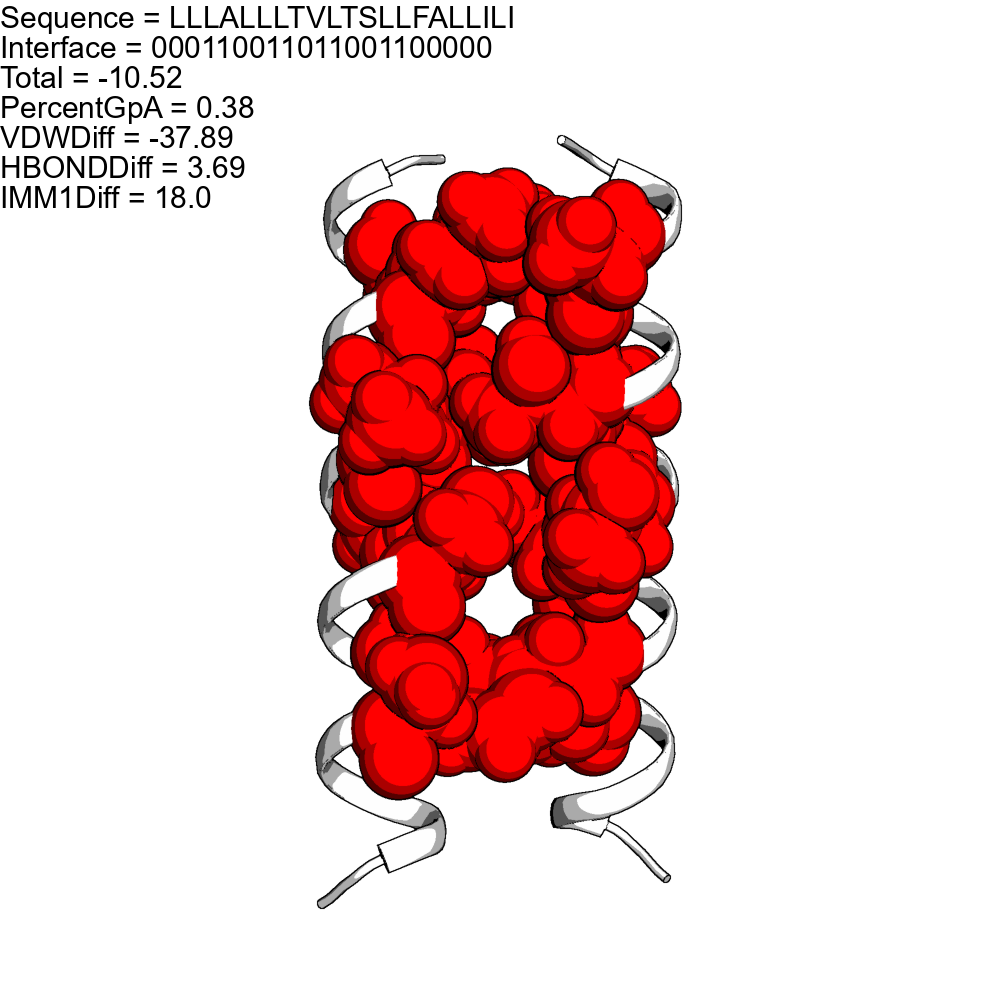 Sequence = LLLALLLTVLTSLLFALLILI
Interface = 000110011011001100000
Total = -10.52
PercentGpA = 0.38
VDWDiff = -37.89
HBONDDiff = 3.69
IMM1Diff = 18.0